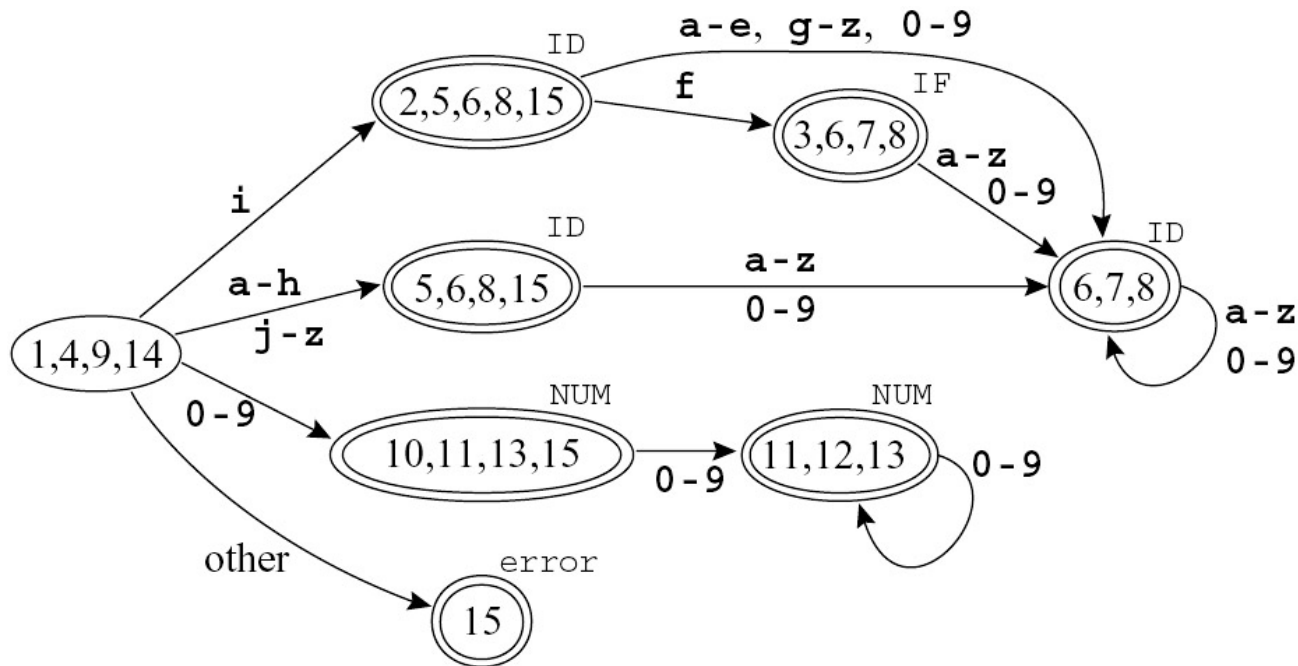 a-e, g-z, 0-9
ID
2,5,6,8,15
f
IF
3,6,7,8
a-z
0-9
i
ID
5,6,8,15
a-z
0-9
ID
6,7,8
a-z
0-9
a-h
j-z
1,4,9,14
0-9
NUM
10,11,13,15
0-9
NUM
11,12,13
0-9
other
error
15